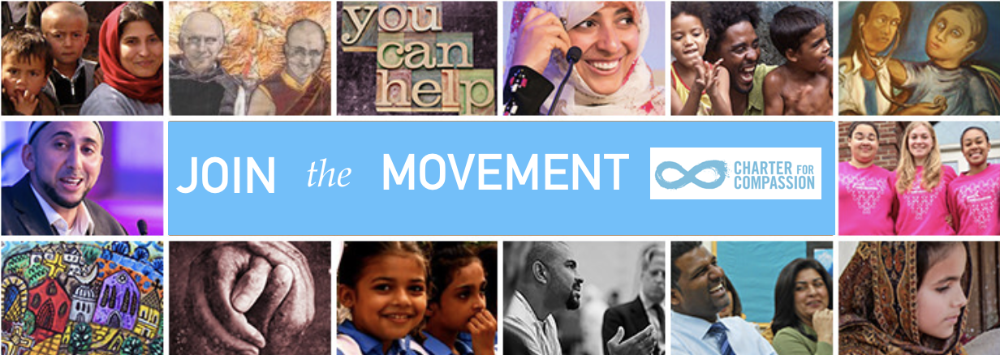 you
can
help
JOIN the MOVEMENT
CHARTER FOR
COMPASSION